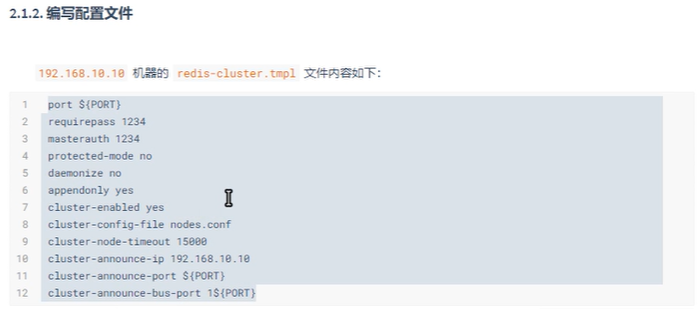 2.1.2. 编写配置文件
192.168.10.10 机器的 redis-cluster.tmpl 文件内容如下：
1 port ${PORT}
2 requirepass 1234
3 masterauth 1234
4 protected-mode no
5 daemonize no
6 appendonly yes
7 cluster-enabled yes
8 cluster-config-file nodes.conf
9 cluster-node-timeout 15000
10 cluster-announce-ip 192.168.10.10
11 cluster-announce-port ${PORT}
12 cluster-announce-bus-port 1${PORT}